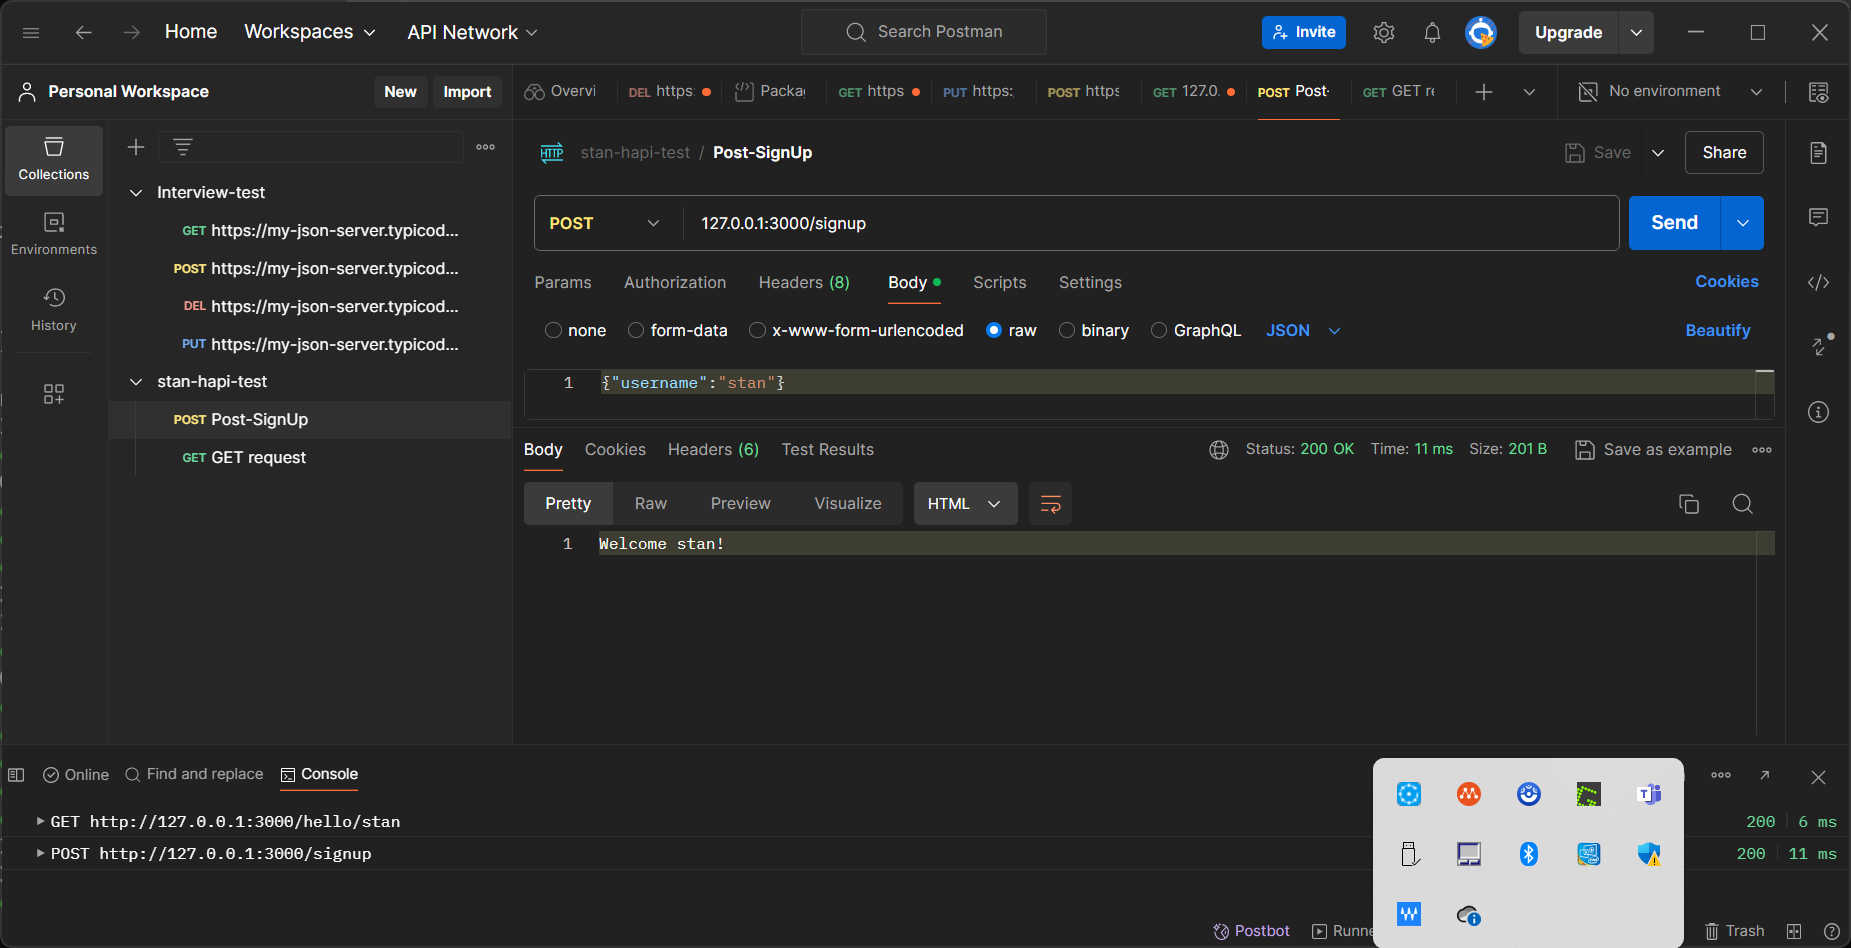 Home Workspaces API Network Search Postman Invite Upgrade
Personal Workspace New Import Overvi DEL https: Packag GET https PUT https: POST https GET 127.0. POST Post- GET GET re No environment
Collections
Environments
History
Interview-test
GET https://my-json-server.typicod...
POST https://my-json-server.typicod...
DEL https://my-json-server.typicod...
PUT https://my-json-server.typicod...
stan-hapi-test
POST Post-SignUp
GET GET request
HTTP stan-hapi-test / Post-SignUp Save Share
POST 127.0.0.1:3000/signup Send
Params Authorization Headers (8) Body Scripts Settings Cookies
none form-data x-www-form-urlencoded raw binary GraphQL JSON Beautify
1 {"username":"stan"}
Body Cookies Headers (6) Test Results Status: 200 OK Time: 11 ms Size: 201 B Save as example
Pretty Raw Preview Visualize HTML
1 Welcome stan!
Online Find and replace Console
GET http://127.0.0.1:3000/hello/stan 200 6 ms
POST http://127.0.0.1:3000/signup 200 11 ms
Postbot Runne Trash